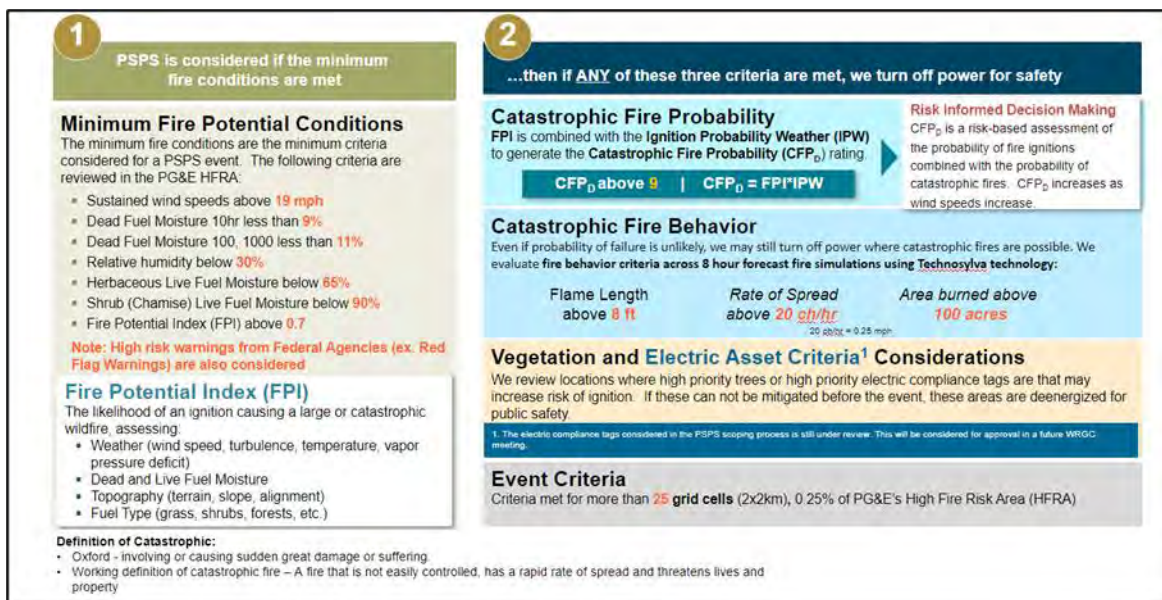 1
PSPS is considered if the minimum
fire conditions are met
Minimum Fire Potential Conditions
The minimum fire conditions are the minimum criteria
considered for a PSPS event. The following criteria are
reviewed in the PG&E HFRA:
▪ Sustained wind speeds above 19 mph
▪ Dead Fuel Moisture 10hr less than 9%
▪ Dead Fuel Moisture 100, 1000 less than 11%
▪ Relative humidity below 30%
▪ Herbaceous Live Fuel Moisture below 65%
▪ Shrub (Chamise) Live Fuel Moisture below 90%
▪ Fire Potential Index (FPI) above 0.7
Note: High risk warnings from Federal Agencies (ex. Red
Flag Warnings) are also considered
Fire Potential Index (FPI)
The likelihood of an ignition causing a large or catastrophic
wildfire, assessing:
• Weather (wind speed, turbulence, temperature, vapor
pressure deficit)
• Dead and Live Fuel Moisture
• Topography (terrain, slope, alignment)
• Fuel Type (grass, shrubs, forests, etc.)
2
…then if ANY of these three criteria are met, we turn off power for safety
Catastrophic Fire Probability
FPI is combined with the Ignition Probability Weather (IPW)
to generate the Catastrophic Fire Probability (CFPD) rating
CFPD above 9 | CFPD = FPI*IPW
Risk Informed Decision Making
CFPD is a risk-based assessment of
the probability of fire ignitions
combined with the probability of
catastrophic fires. CFPD increases as
wind speeds increase.
Catastrophic Fire Behavior
Even if probability of failure is unlikely, we may still turn off power where catastrophic fires are possible. We
evaluate fire behavior criteria across 8 hour forecast fire simulations using Technosylva technology:
Flame Length
above 8 ft
Rate of Spread
above 20 ch/hr
20 ch/hr = 0.25 mph
Area burned above
100 acres
Vegetation and Electric Asset Criteria¹ Considerations
We review locations where high priority trees or high priority electric compliance tags are that may
increase risk of ignition. If these can not be mitigated before the event, these areas are deenergized for
public safety.
1. The electric compliance tags considered in the PSPS scoping process is still under review. This will be considered for approval in a future WRGC
meeting.
Event Criteria
Criteria met for more than 25 grid cells (2x2km), 0.25% of PG&E's High Fire Risk Area (HFRA)
Definition of Catastrophic:
• Oxford - involving or causing sudden great damage or suffering.
• Working definition of catastrophic fire – A fire that is not easily controlled, has a rapid rate of spread and threatens lives and
property